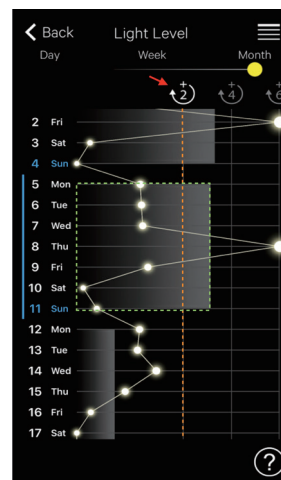 Back Light Level
Day Week Month
+2 +4 +6
2 Fri
3 Sat
4 Sun
5 Mon
6 Tue
7 Wed
8 Thu
9 Fri
10 Sat
11 Sun
12 Mon
13 Tue
14 Wed
15 Thu
16 Fri
17 Sat
?